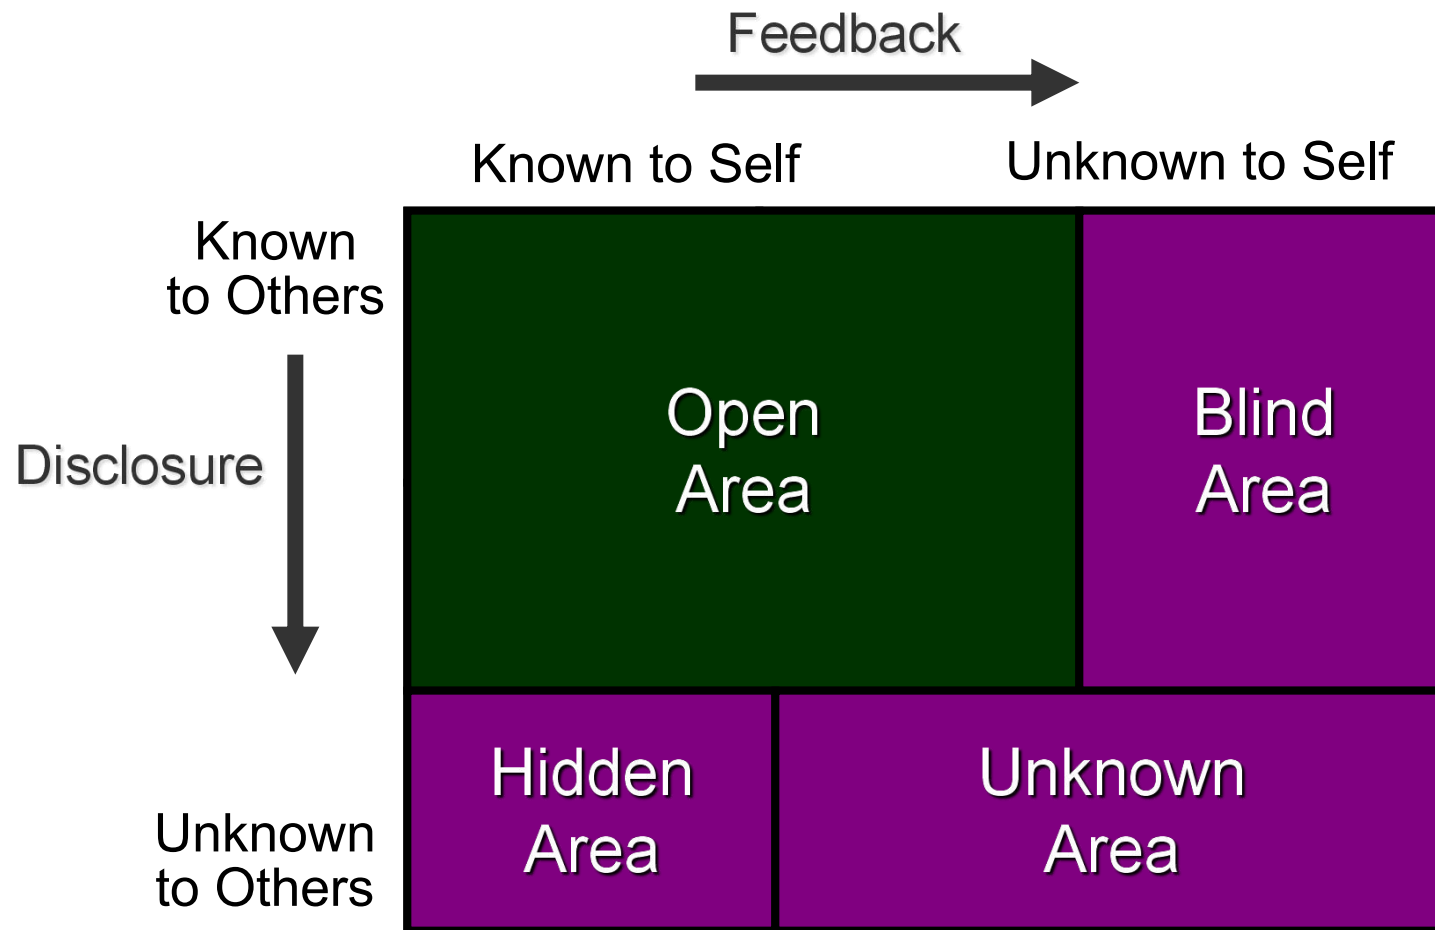 Feedback
Known to Self
Unknown to Self
Known
to Others
Disclosure
Open
Area
Blind
Area
Hidden
Area
Unknown
Area
Unknown
to Others